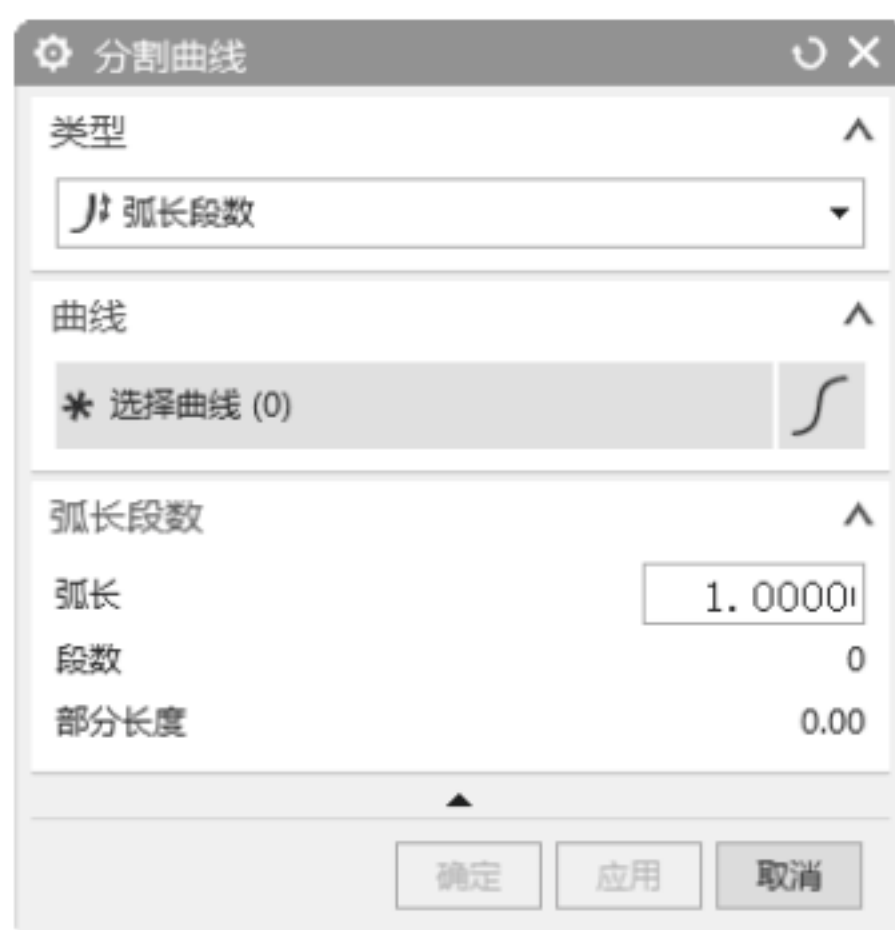 分割曲线
类型
弧长段数
曲线
* 选择曲线 (0)
弧长段数
弧长 1.0000
段数 0
部分长度 0.00
确定 应用 取消